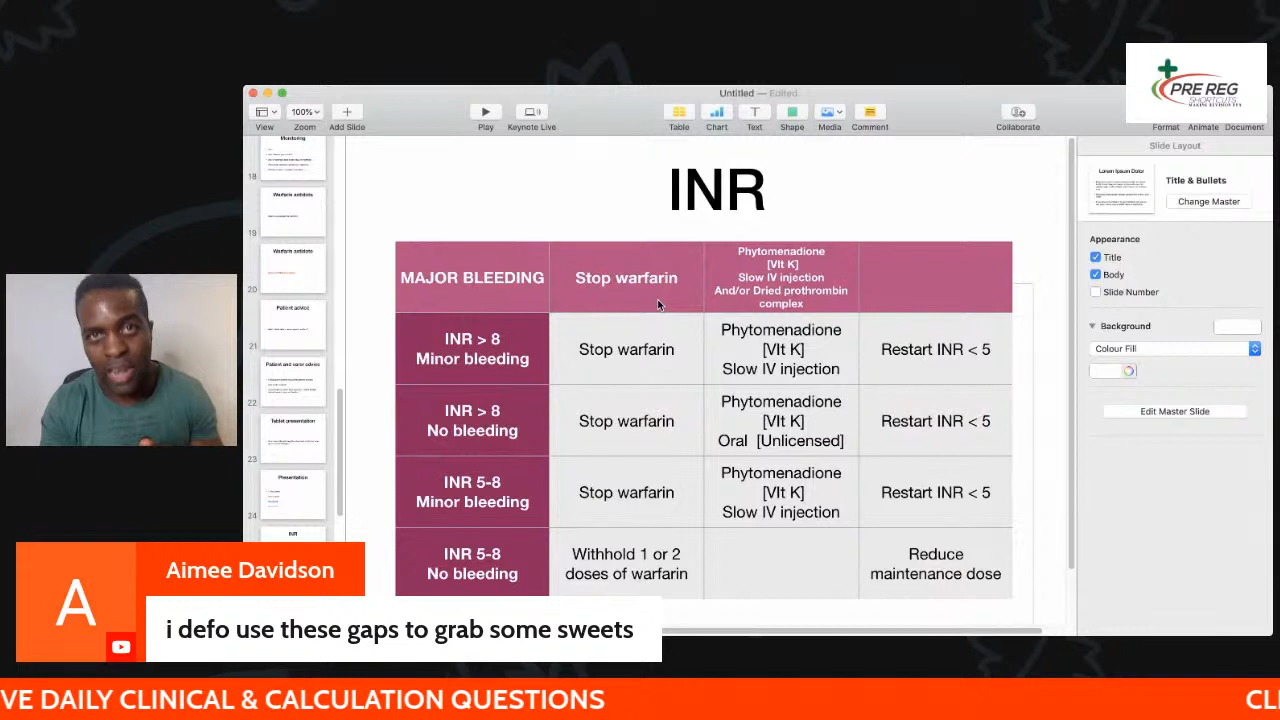 PRE REG
SHORTCUTS
Untitled — Edited
100%
View
Zoom
Add Slide
Play
Keynote Live
Table
Chart
Text
Shape
Media
Comment
Collaborate
Format
Animate
Document
Monitoring
18
Warfarin antidote
19
Warfarin antidote
20
Patient advice
21
Patient and carer advice
22
Tablet presentation
23
Presentation
24
INR
INR
MAJOR BLEEDING
Stop warfarin
Phytomenadione
[VIt K]
Slow IV injection
And/or Dried prothrombin
complex
INR > 8
Minor bleeding
Stop warfarin
Phytomenadione
[VIt K]
Slow IV injection
Restart INR < 5
INR > 8
No bleeding
Stop warfarin
Phytomenadione
[VIt K]
Oral [Unlicensed]
Restart INR < 5
INR 5-8
Minor bleeding
Stop warfarin
Phytomenadione
[VIt K]
Slow IV injection
Restart INR < 5
INR 5-8
No bleeding
Withhold 1 or 2
doses of warfarin
Reduce
maintenance dose
Slide Layout
Lorem Ipsum Dolor
Title & Bullets
Change Master
Appearance
Title
Body
Slide Number
Background
Colour Fill
Edit Master Slide
A
Aimee Davidson
i defo use these gaps to grab some sweets
VE DAILY CLINICAL & CALCULATION QUESTIONS
CLI